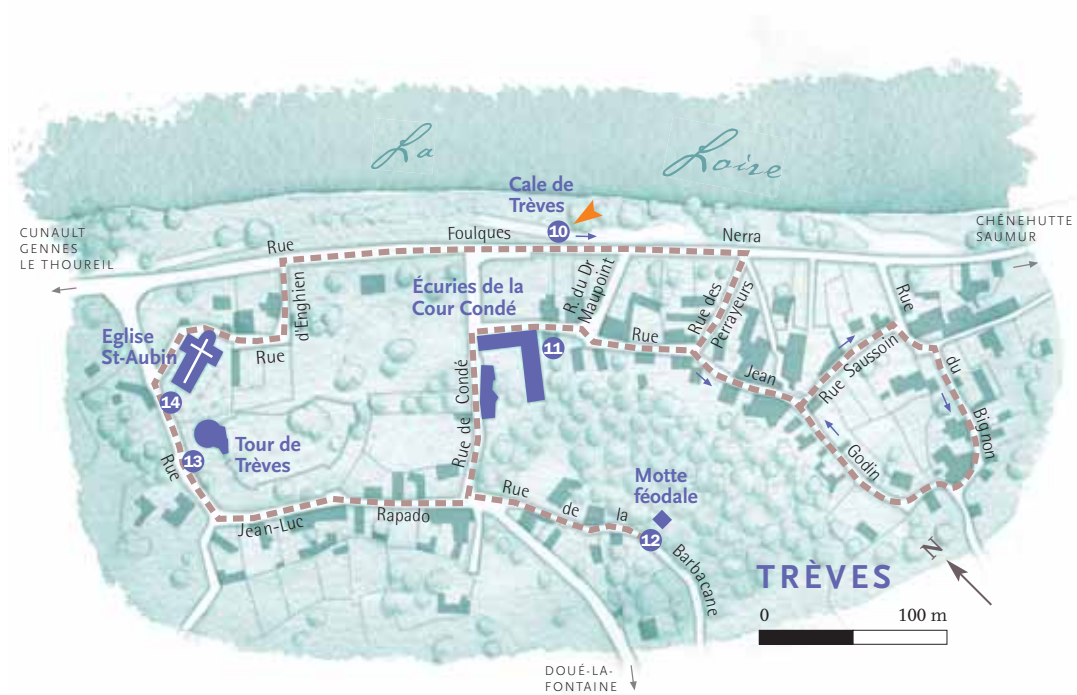 La Loire
Cale de
Trèves
10
CUNAULT
GENNES
LE THOUREIL
CHÊNEHUTTE
SAUMUR
Rue Foulques Nerra
Écuries de la
Cour Condé
11
R. du Dr
Maupoint
Rue des
Perrayeurs
Rue d'Enghien
Eglise
St-Aubin
14
Tour de
Trèves
13
Rue de Condé
Rue Jean Godin
Rue Saussoin
Rue du Bignon
Rue Jean-Luc Rapado
Rue de la Barbacane
Motte
féodale
12
N
TRÈVES
0 100 m
DOUÉ-LA-
FONTAINE